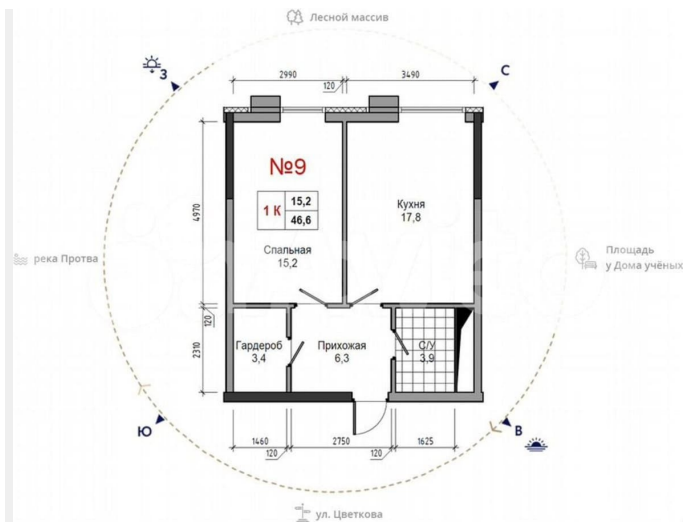 Лесной массив
З
С
2990
3490
120
№9
1 К
15,2
46,6
4970
Кухня
17,8
Спальная
15,2
река Протва
Площадь
у Дома учёных
120
2310
Гардероб
3,4
Прихожая
6,3
С/У
3,9
Ю
В
1460
2750
1625
120
120
ул. Цветкова